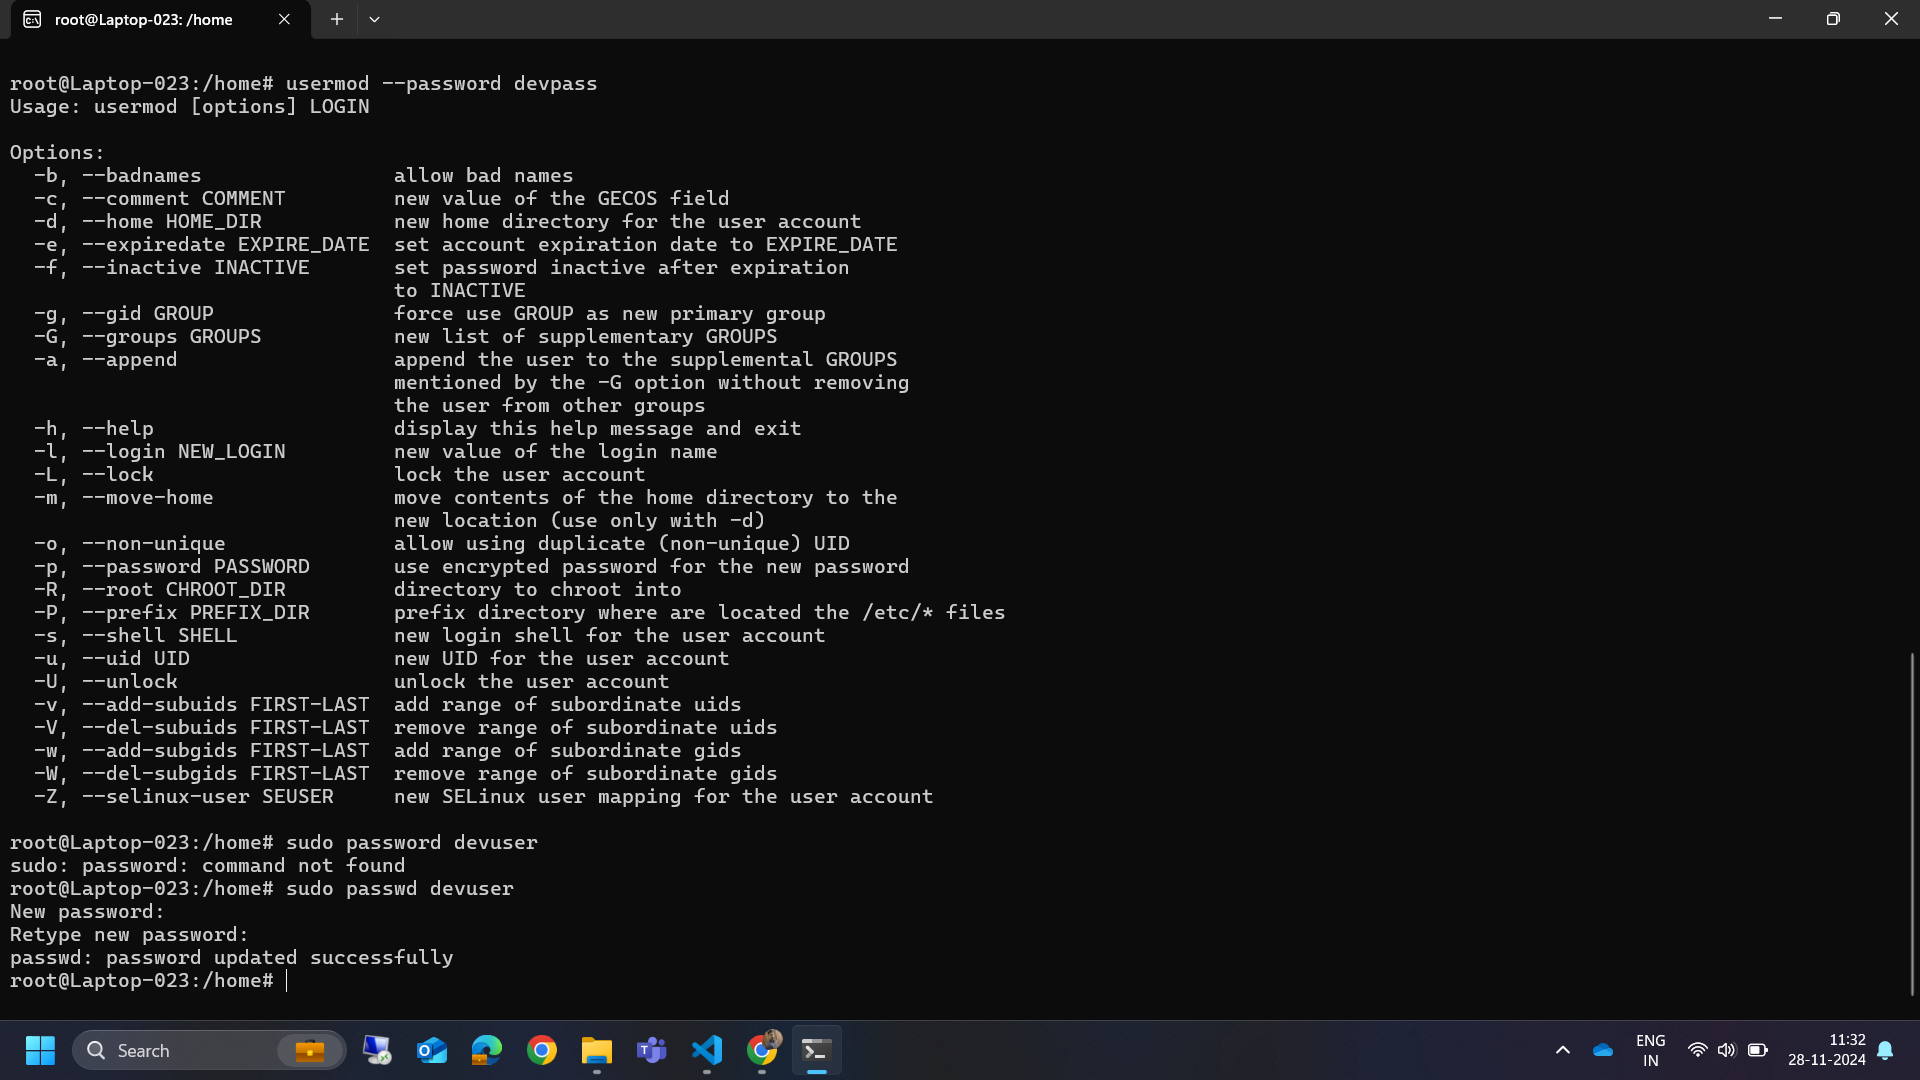 root@Laptop-023: /home
root@Laptop-023:/home# usermod --password devpass
Usage: usermod [options] LOGIN
Options:
-b, --badnames allow bad names
-c, --comment COMMENT new value of the GECOS field
-d, --home HOME_DIR new home directory for the user account
-e, --expiredate EXPIRE_DATE set account expiration date to EXPIRE_DATE
-f, --inactive INACTIVE set password inactive after expiration
to INACTIVE
-g, --gid GROUP force use GROUP as new primary group
-G, --groups GROUPS new list of supplementary GROUPS
-a, --append append the user to the supplemental GROUPS
mentioned by the -G option without removing
the user from other groups
-h, --help display this help message and exit
-l, --login NEW_LOGIN new value of the login name
-L, --lock lock the user account
-m, --move-home move contents of the home directory to the
new location (use only with -d)
-o, --non-unique allow using duplicate (non-unique) UID
-p, --password PASSWORD use encrypted password for the new password
-R, --root CHROOT_DIR directory to chroot into
-P, --prefix PREFIX_DIR prefix directory where are located the /etc/* files
-s, --shell SHELL new login shell for the user account
-u, --uid UID new UID for the user account
-U, --unlock unlock the user account
-v, --add-subuids FIRST-LAST add range of subordinate uids
-V, --del-subuids FIRST-LAST remove range of subordinate uids
-w, --add-subgids FIRST-LAST add range of subordinate gids
-W, --del-subgids FIRST-LAST remove range of subordinate gids
-Z, --selinux-user SEUSER new SELinux user mapping for the user account
root@Laptop-023:/home# sudo password devuser
sudo: password: command not found
root@Laptop-023:/home# sudo passwd devuser
New password:
Retype new password:
passwd: password updated successfully
root@Laptop-023:/home#
Search
ENG
IN
11:32
28-11-2024